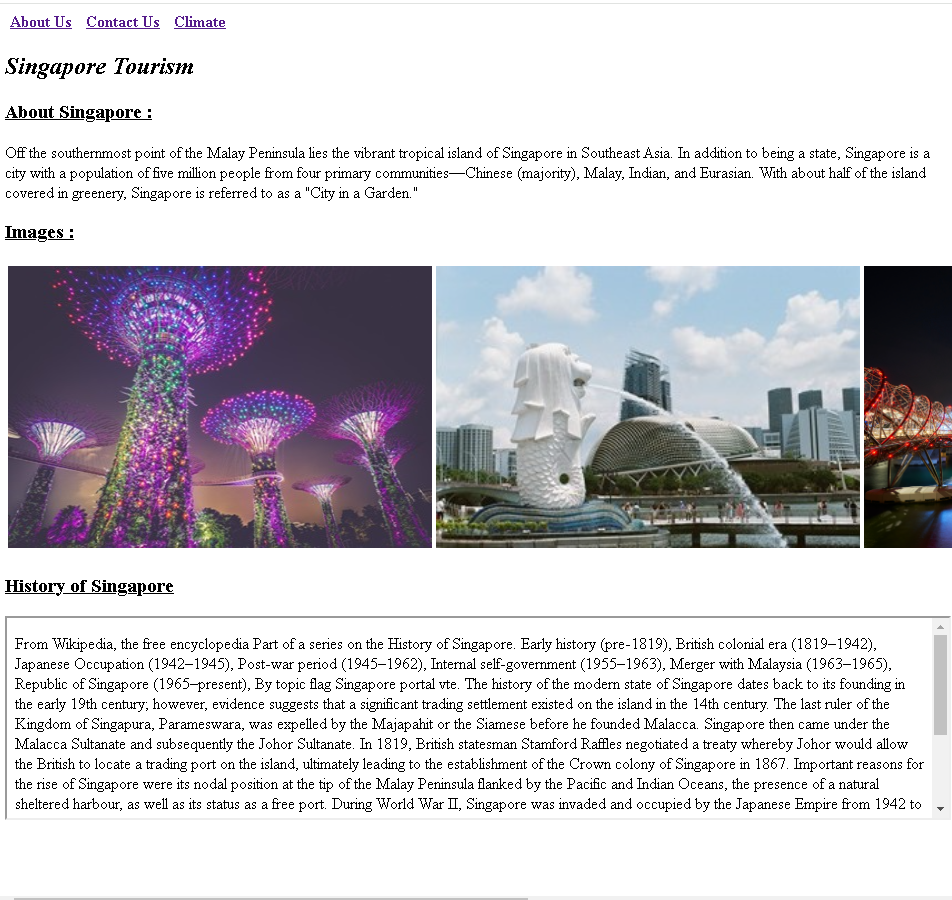 About Us Contact Us Climate
Singapore Tourism
About Singapore :
Off the southernmost point of the Malay Peninsula lies the vibrant tropical island of Singapore in Southeast Asia. In addition to being a state, Singapore is a
city with a population of five million people from four primary communities—Chinese (majority), Malay, Indian, and Eurasian. With about half of the island
covered in greenery, Singapore is referred to as a "City in a Garden."
Images :
History of Singapore
From Wikipedia, the free encyclopedia Part of a series on the History of Singapore. Early history (pre-1819), British colonial era (1819–1942),
Japanese Occupation (1942–1945), Post-war period (1945–1962), Internal self-government (1955–1963), Merger with Malaysia (1963–1965),
Republic of Singapore (1965–present), By topic flag Singapore portal vte. The history of the modern state of Singapore dates back to its founding in
the early 19th century; however, evidence suggests that a significant trading settlement existed on the island in the 14th century. The last ruler of the
Kingdom of Singapura, Parameswara, was expelled by the Majapahit or the Siamese before he founded Malacca. Singapore then came under the
Malacca Sultanate and subsequently the Johor Sultanate. In 1819, British statesman Stamford Raffles negotiated a treaty whereby Johor would allow
the British to locate a trading port on the island, ultimately leading to the establishment of the Crown colony of Singapore in 1867. Important reasons for
the rise of Singapore were its nodal position at the tip of the Malay Peninsula flanked by the Pacific and Indian Oceans, the presence of a natural
sheltered harbour, as well as its status as a free port. During World War II, Singapore was invaded and occupied by the Japanese Empire from 1942 to